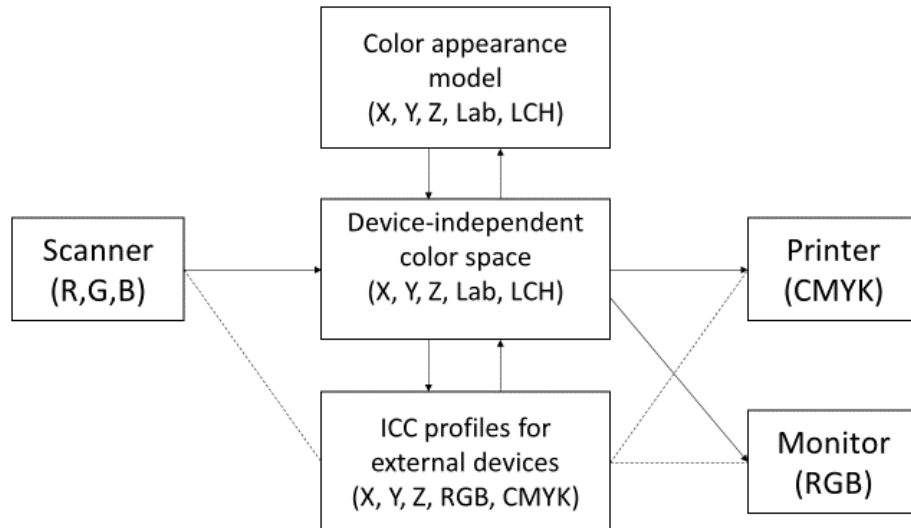 Color appearance
model
(X, Y, Z, Lab, LCH)
Scanner
(R,G,B)
Device-independent
color space
(X, Y, Z, Lab, LCH)
Printer
(CMYK)
ICC profiles for
external devices
(X, Y, Z, RGB, CMYK)
Monitor
(RGB)